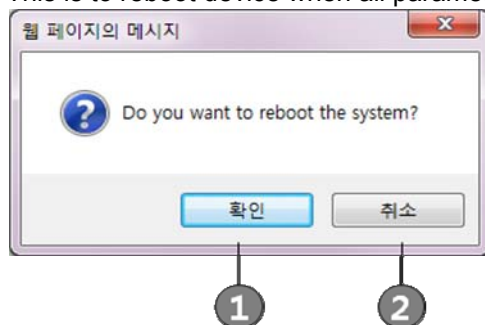 This is to reboot device when all parame
웹 페이지의 메시지
Do you want to reboot the system?
확인 취소
1 2